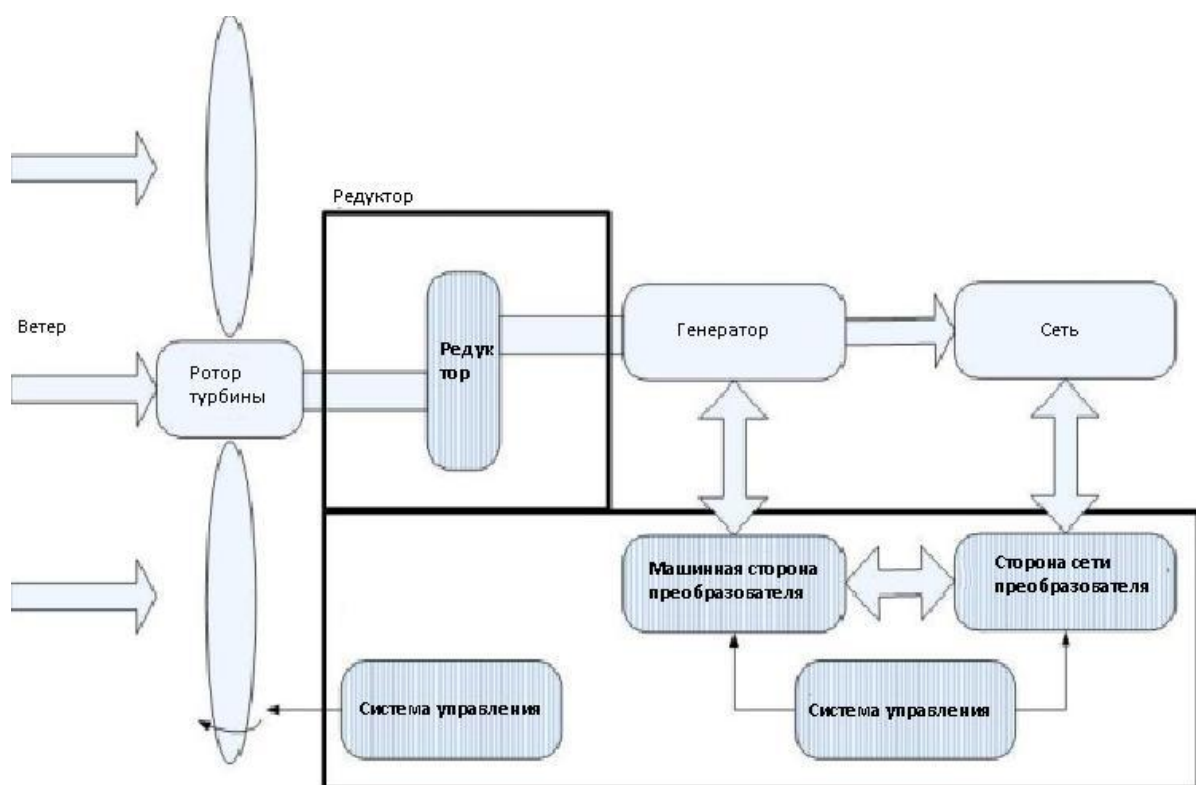 Редуктор
Ветер
Ротор
турбины
Редук
тор
Генератор
Сеть
Машинная сторона
преобразователя
Сторона сети
преобразователя
Система управления
Система управления